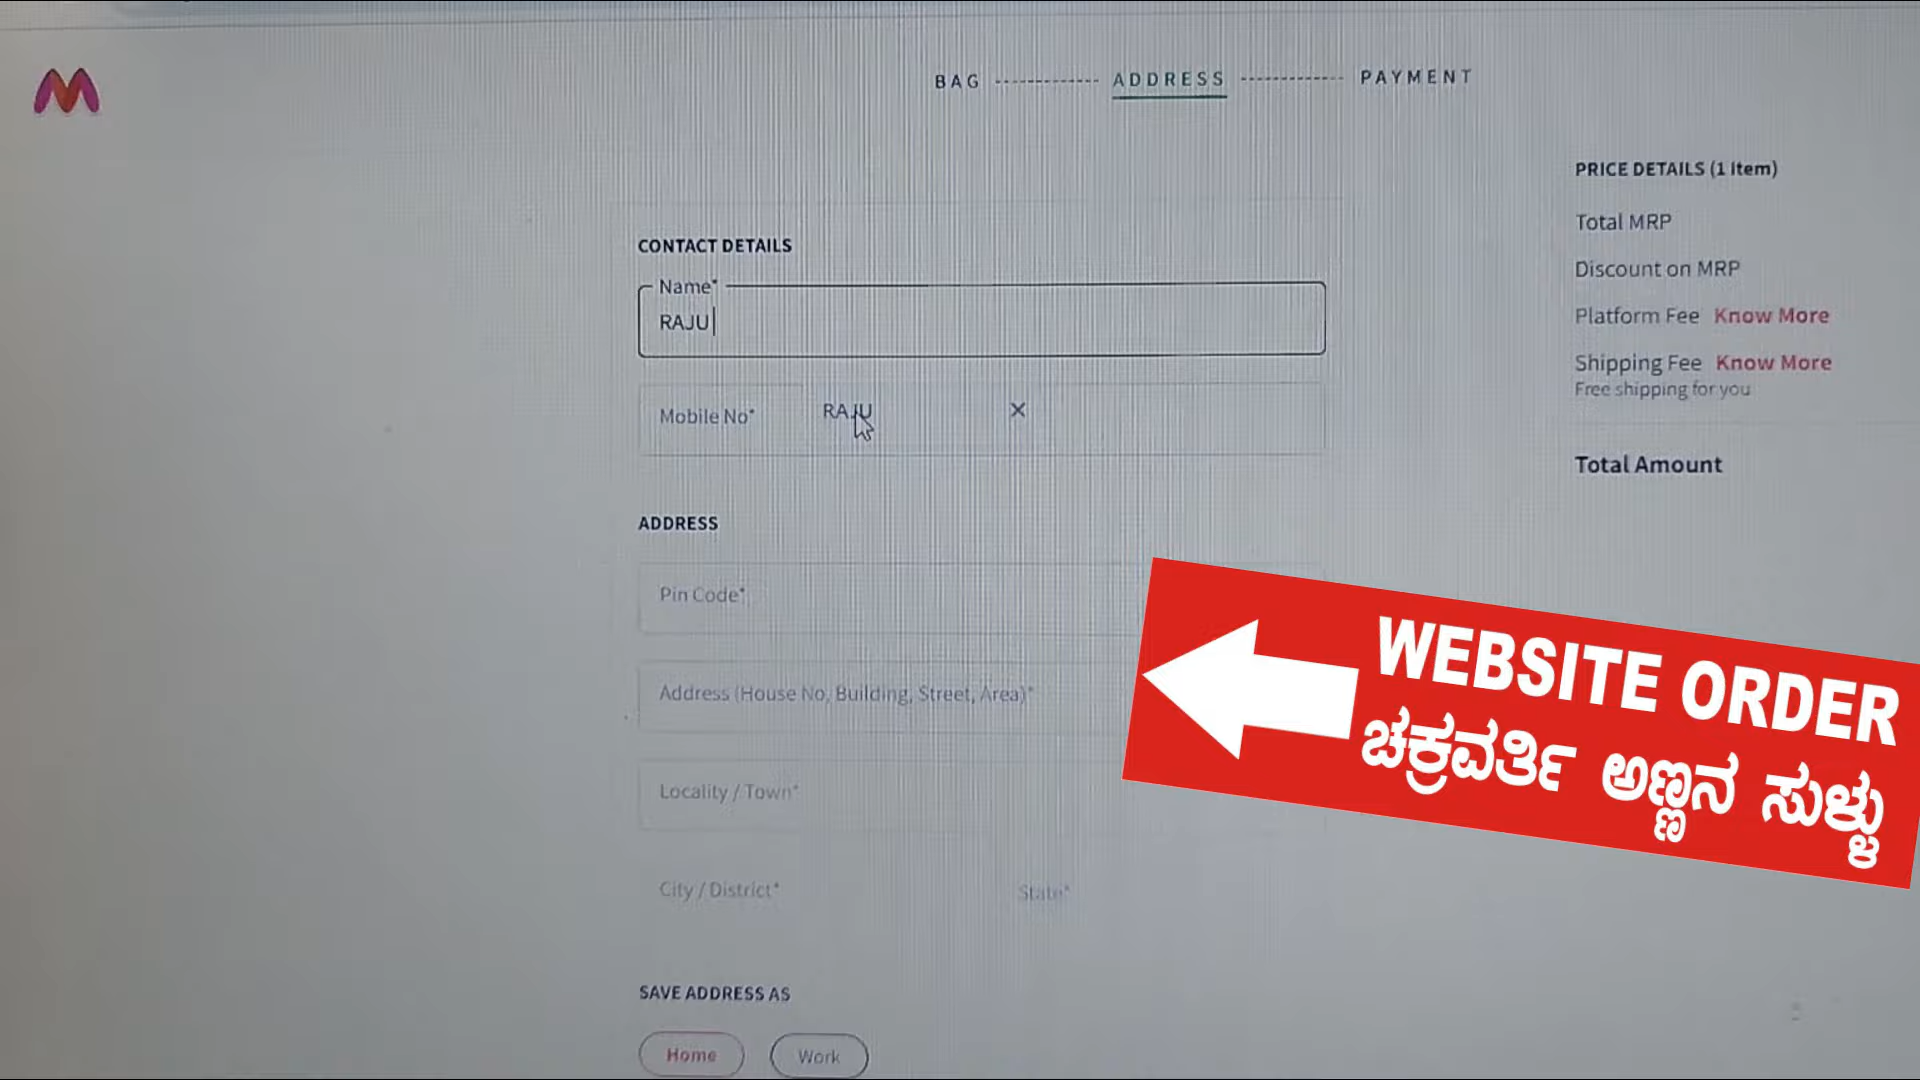 BAG ------------ ADDRESS ------------ PAYMENT
PRICE DETAILS (1 Item)
Total MRP
Discount on MRP
Platform Fee Know More
Shipping Fee Know More
Free shipping for you
Total Amount
CONTACT DETAILS
Name*
RAJU
Mobile No*
RAJU ×
ADDRESS
Pin Code*
Address (House No, Building, Street, Area)*
Locality / Town*
City / District*
State*
SAVE ADDRESS AS
Home
Work
WEBSITE ORDER
ಚಕ್ರವರ್ತಿ ಅಣ್ಣನ ಸುಳ್ಳು